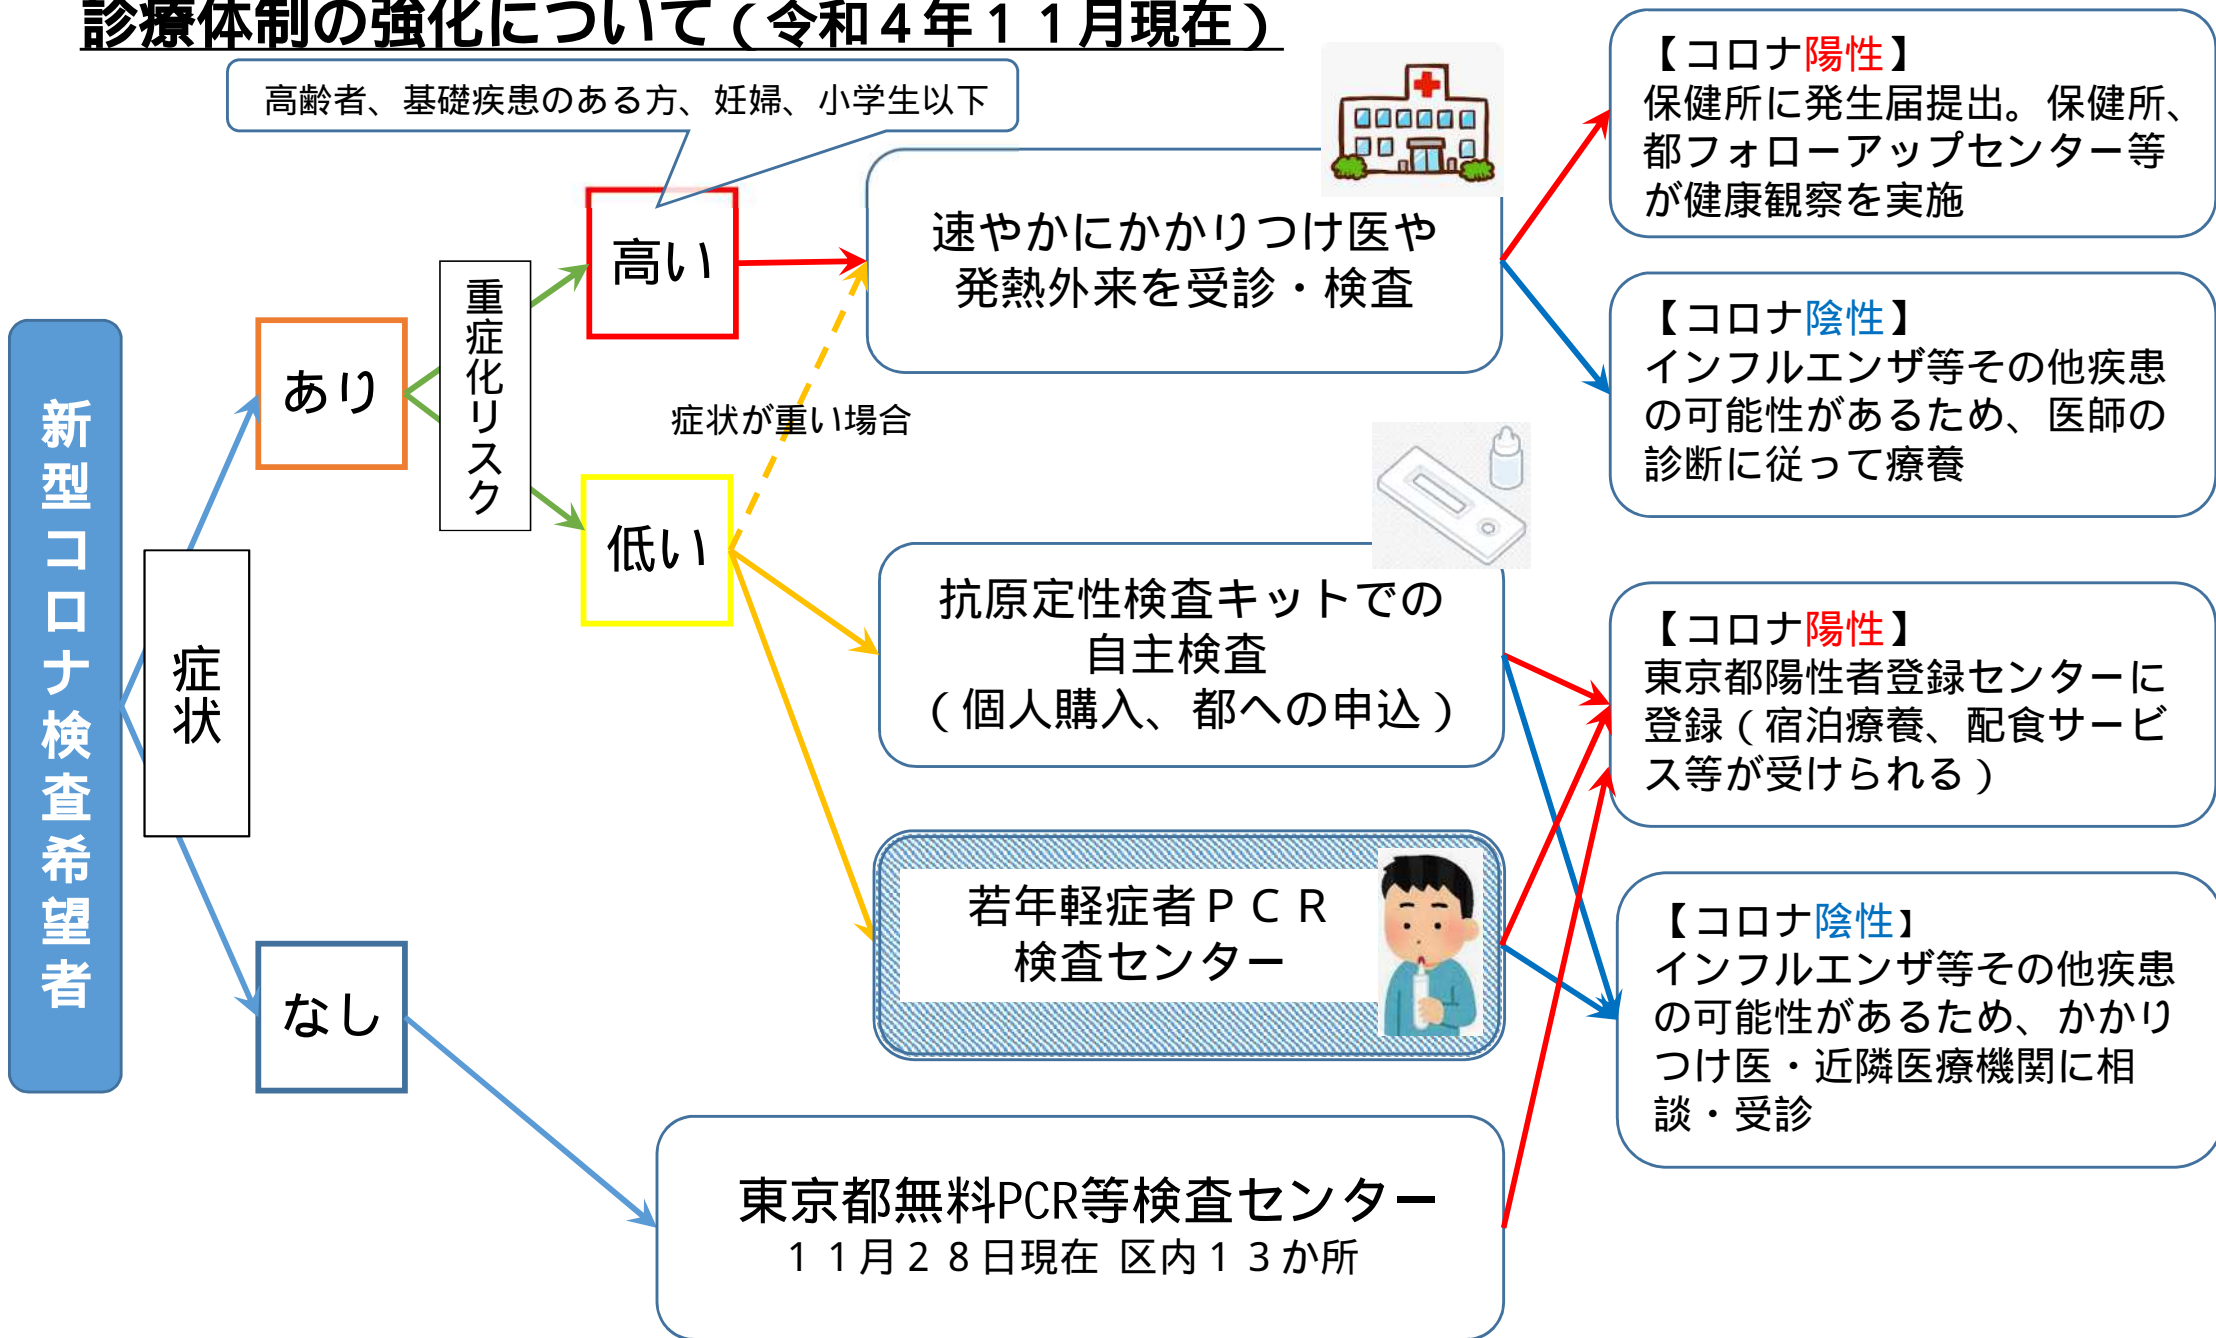 診療体制の強化について（令和４年１１月現在）
高齢者、基礎疾患のある方、妊婦、小学生以下
新型コロナ検査希望者
症状
あり
なし
重症化リスク
高い
低い
症状が重い場合
速やかにかかりつけ医や
発熱外来を受診・検査
抗原定性検査キットでの
自主検査
（個人購入、都への申込）
若年軽症者ＰＣＲ
検査センター
東京都無料PCR等検査センター
１１月２８日現在 区内１３か所
【コロナ陽性】
保健所に発生届提出。保健所、
都フォローアップセンター等
が健康観察を実施
【コロナ陰性】
インフルエンザ等その他疾患
の可能性があるため、医師の
診断に従って療養
【コロナ陽性】
東京都陽性者登録センターに
登録（宿泊療養、配食サービ
ス等が受けられる）
【コロナ陰性】
インフルエンザ等その他疾患
の可能性があるため、かかり
つけ医・近隣医療機関に相
談・受診